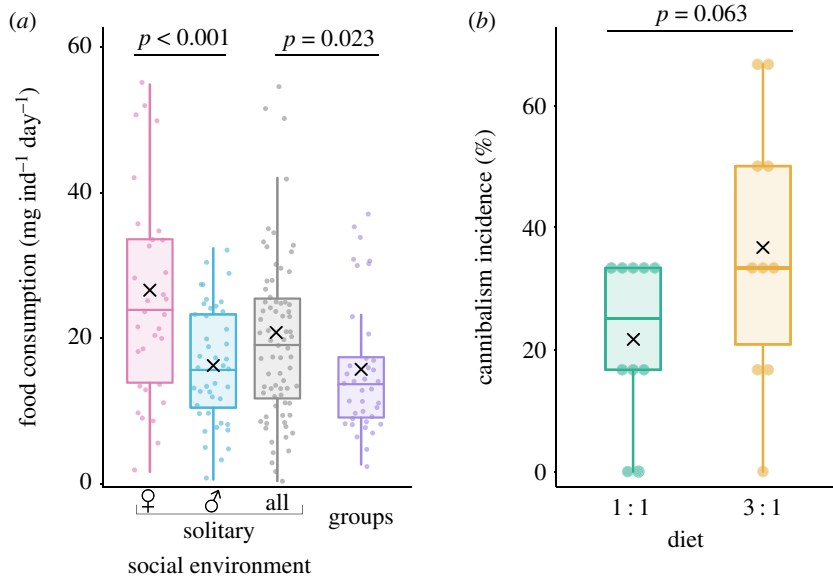 (a)
p < 0.001
p = 0.023
60
40
20
0
food consumption (mg ind⁻¹ day⁻¹)
♀ ♂ all
solitary
groups
social environment
(b)
p = 0.063
60
40
20
0
cannibalism incidence (%)
1 : 1
3 : 1
diet